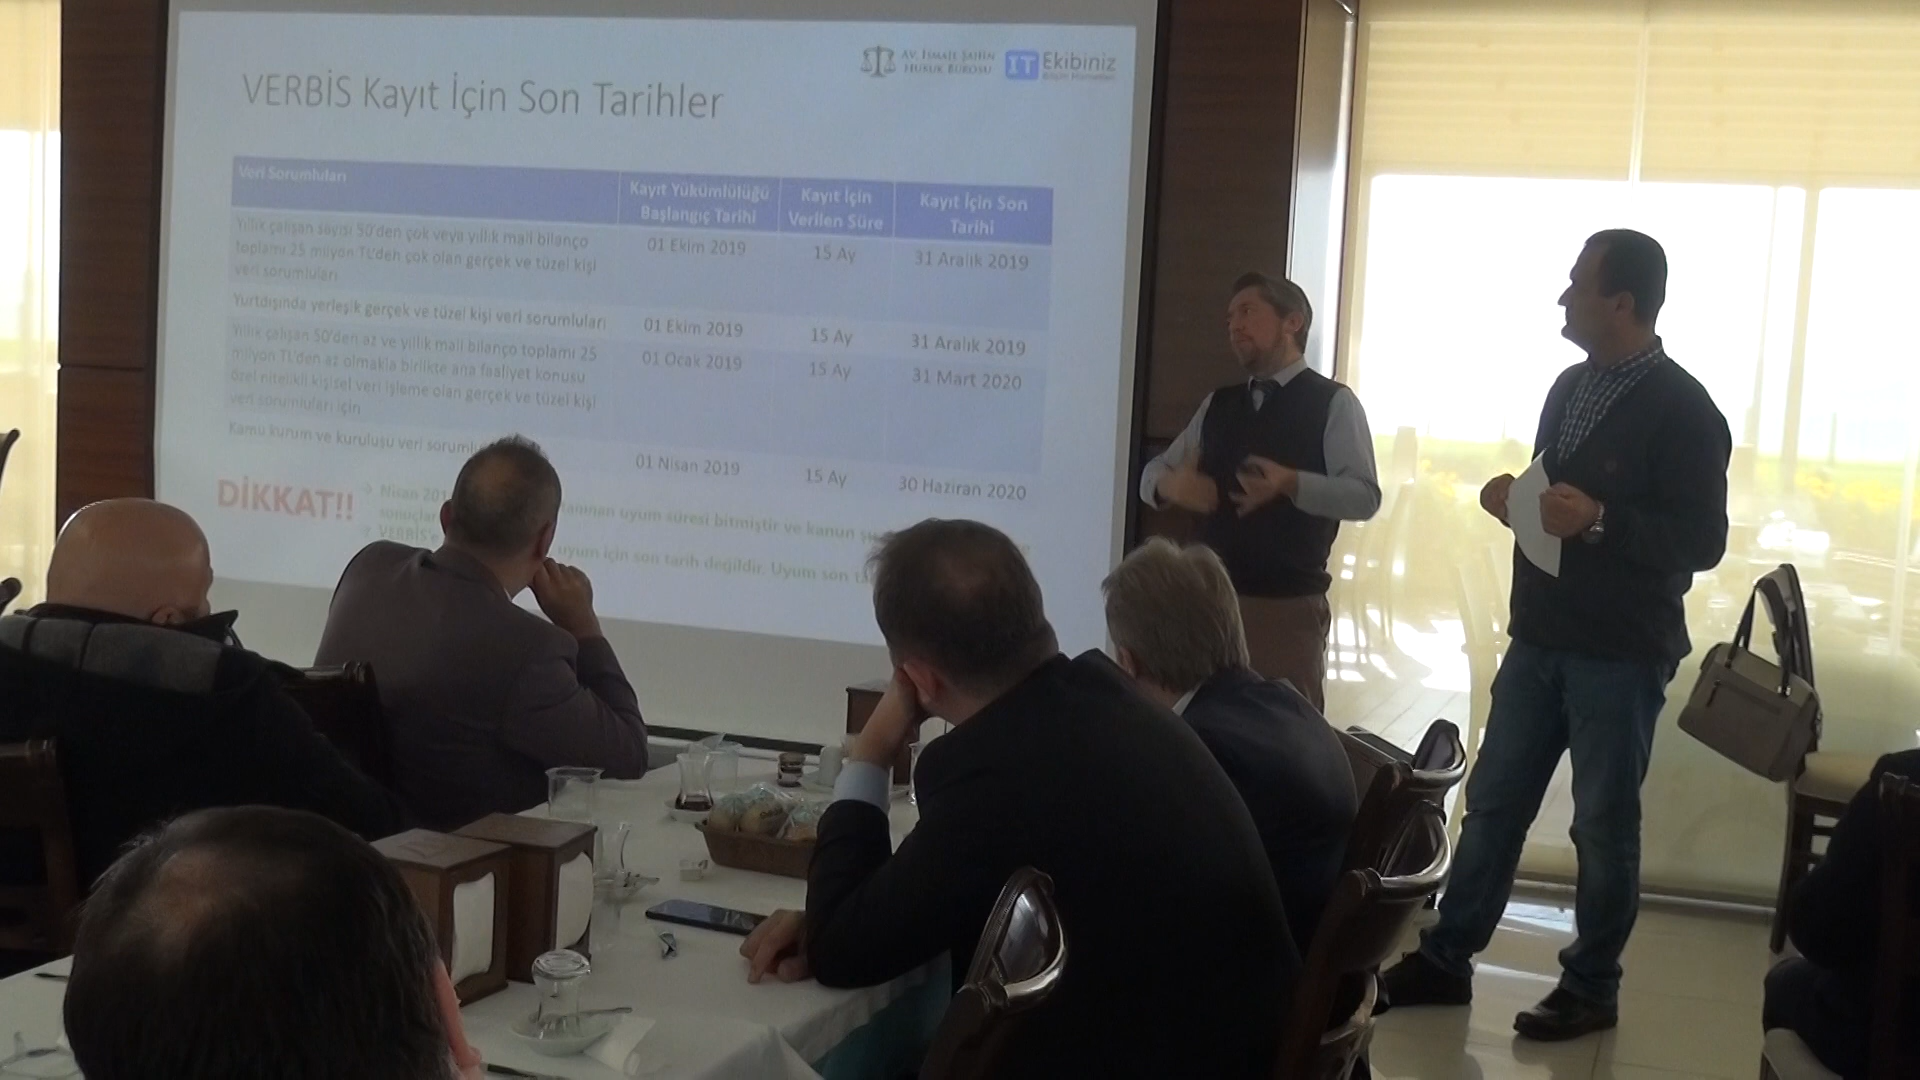 AV. İSMAİL ŞAHİN
HUKUK BÜROSU
IT Ekibiniz
Bilişim Hizmetleri
VERBİS Kayıt İçin Son Tarihler
Veri Sorumluları
Kayıt Yükümlülüğü
Başlangıç Tarihi
Kayıt İçin
Verilen Süre
Kayıt İçin Son
Tarihi
Yıllık çalışan sayısı 50'den çok veya yıllık mali bilanço
toplamı 25 milyon TL'den çok olan gerçek ve tüzel kişi
veri sorumluları
01 Ekim 2019
15 Ay
31 Aralık 2019
Yurtdışında yerleşik gerçek ve tüzel kişi veri sorumluları
01 Ekim 2019
15 Ay
31 Aralık 2019
Yıllık çalışan 50'den az ve yıllık mali bilanço toplamı 25
milyon TL'den az olmakla birlikte ana faaliyet konusu
özel nitelikli kişisel veri işleme olan gerçek ve tüzel kişi
veri sorumluları için
01 Ocak 2019
15 Ay
31 Mart 2020
Kamu kurum ve kuruluşu veri
01 Nisan 2019
15 Ay
30 Haziran 2020
DİKKAT!!
Nisan uyum süresi bitmiştir ve kanun
VERBİS'e uyum için son tarih değildir. Uyum son